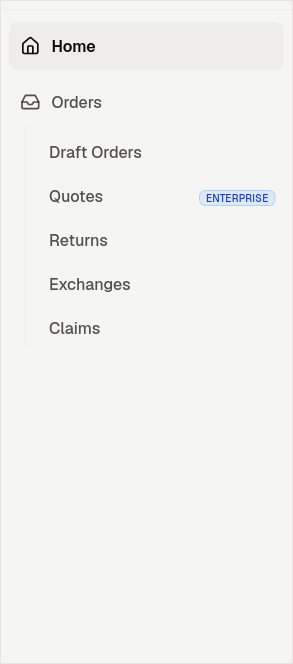 Home
Orders
Draft Orders
Quotes ENTERPRISE
Returns
Exchanges
Claims